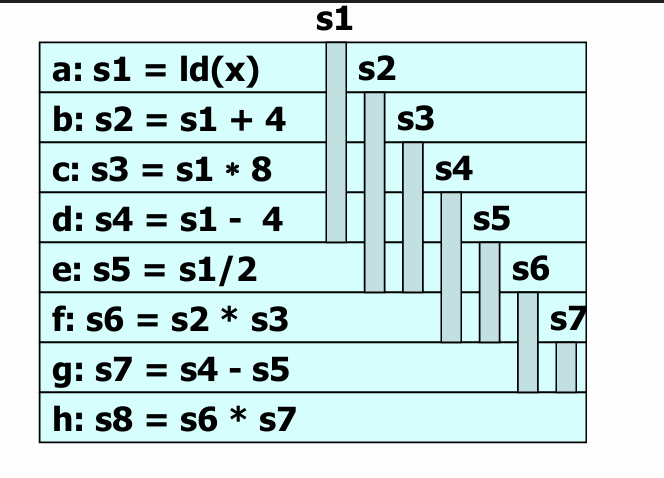 s1
a: s1 = ld(x) s2
b: s2 = s1 + 4 s3
c: s3 = s1 * 8 s4
d: s4 = s1 - 4 s5
e: s5 = s1/2 s6
f: s6 = s2 * s3 s7
g: s7 = s4 - s5
h: s8 = s6 * s7